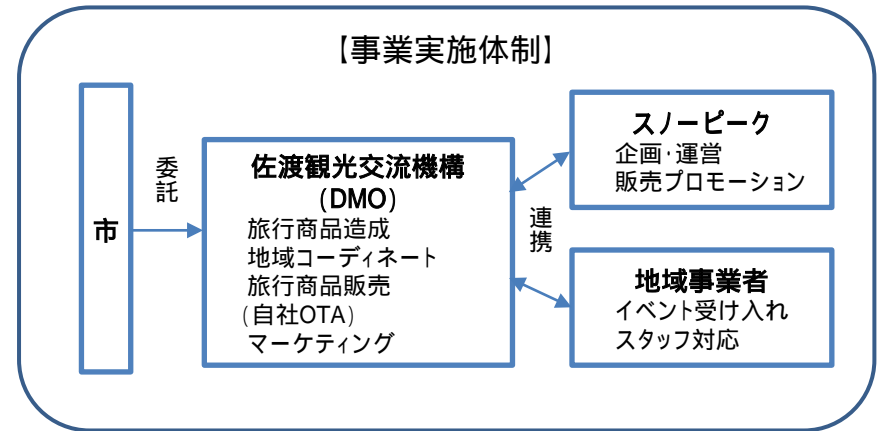 【事業実施体制】
市
委託
佐渡観光交流機構
(DMO)
旅行商品造成
地域コーディネート
旅行商品販売
(自社OTA)
マーケティング
連携
スノーピーク
企画・運営
販売プロモーション
地域事業者
イベント受け入れ
スタッフ対応